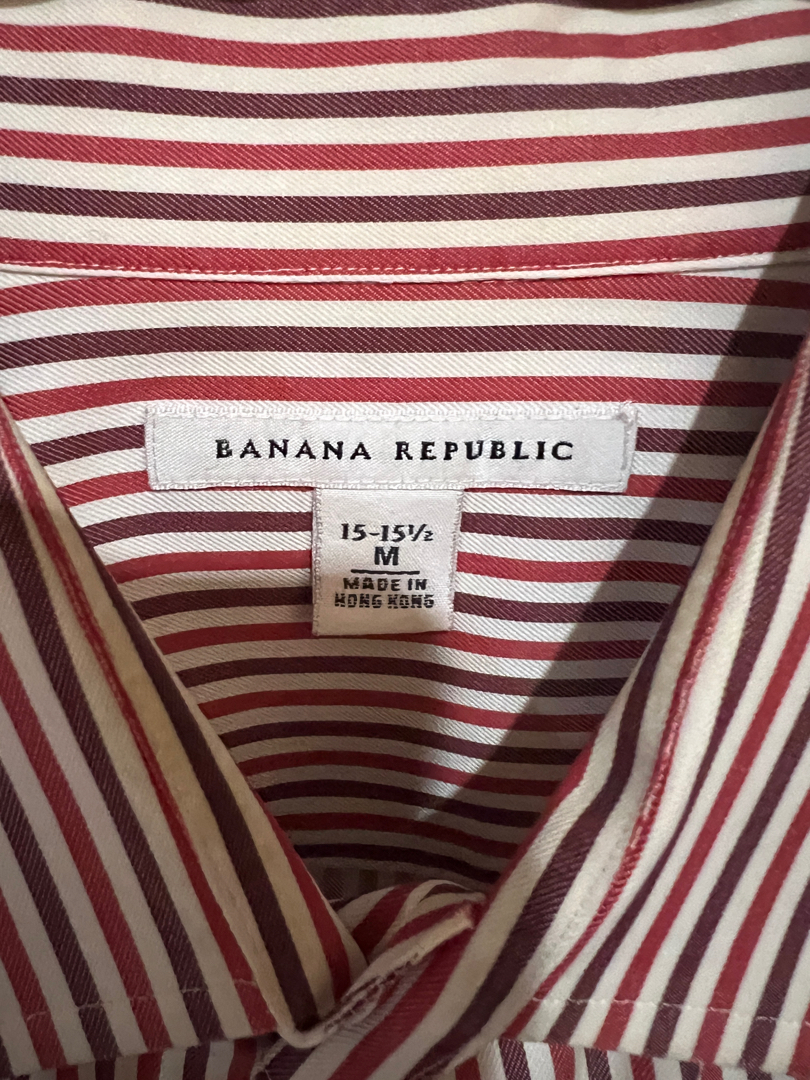 BANANA REPUBLIC
15-15½
M
MADE IN
HONG KONG